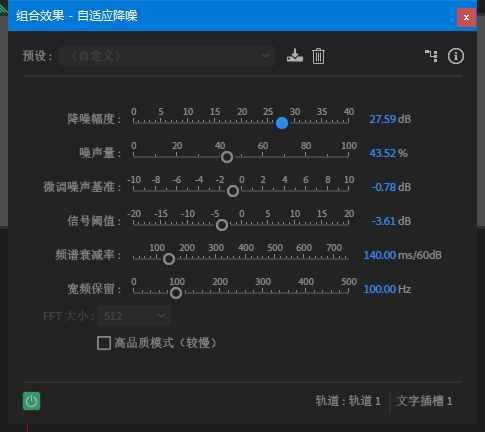 组合效果 - 自适应降噪
x
预设： （自定义）
0 5 10 15 20 25 30 35 40
降噪幅度： 27.59 dB
0 20 40 60 80 100
噪声量： 43.52 %
-10 -8 -6 -4 -2 0 2 4 6 8 10
微调噪声基准： -0.78 dB
-20 -15 -10 -5 0 5 10 15 20
信号阈值： -3.61 dB
100 200 300 400 500 600 700
频谱衰减率： 140.00 ms/60dB
0 100 200 300 400 500
宽频保留： 100.00 Hz
FFT 大小： 512
高品质模式（较慢）
轨道：轨道 1 文字插槽 1